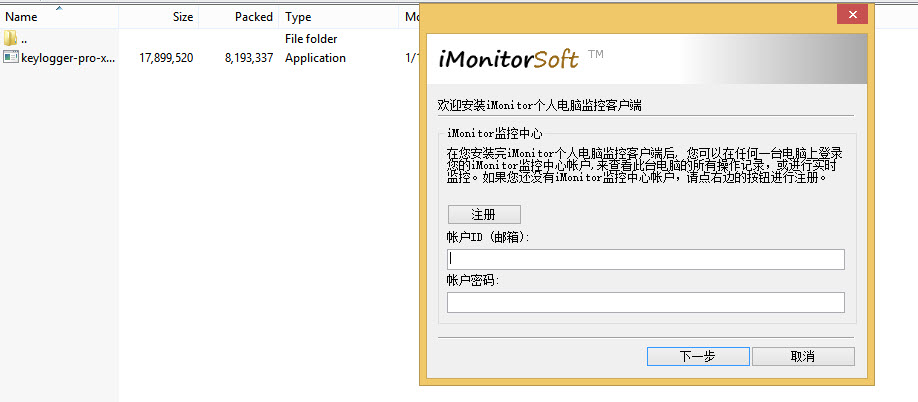 Name Size Packed Type
..
File folder
keylogger-pro-x... 17,899,520 8,193,337 Application
iMonitorSoft ™
欢迎安装iMonitor个人电脑监控客户端
iMonitor监控中心
在您安装完iMonitor个人电脑监控客户端后, 您可以在任何一台电脑上登录
您的iMonitor监控中心帐户,来查看此台电脑的所有操作记录，或进行实时
监控。如果您还没有iMonitor监控中心帐户，请点右边的按钮进行注册。
注册
帐户ID (邮箱):
帐户密码:
下一步 取消